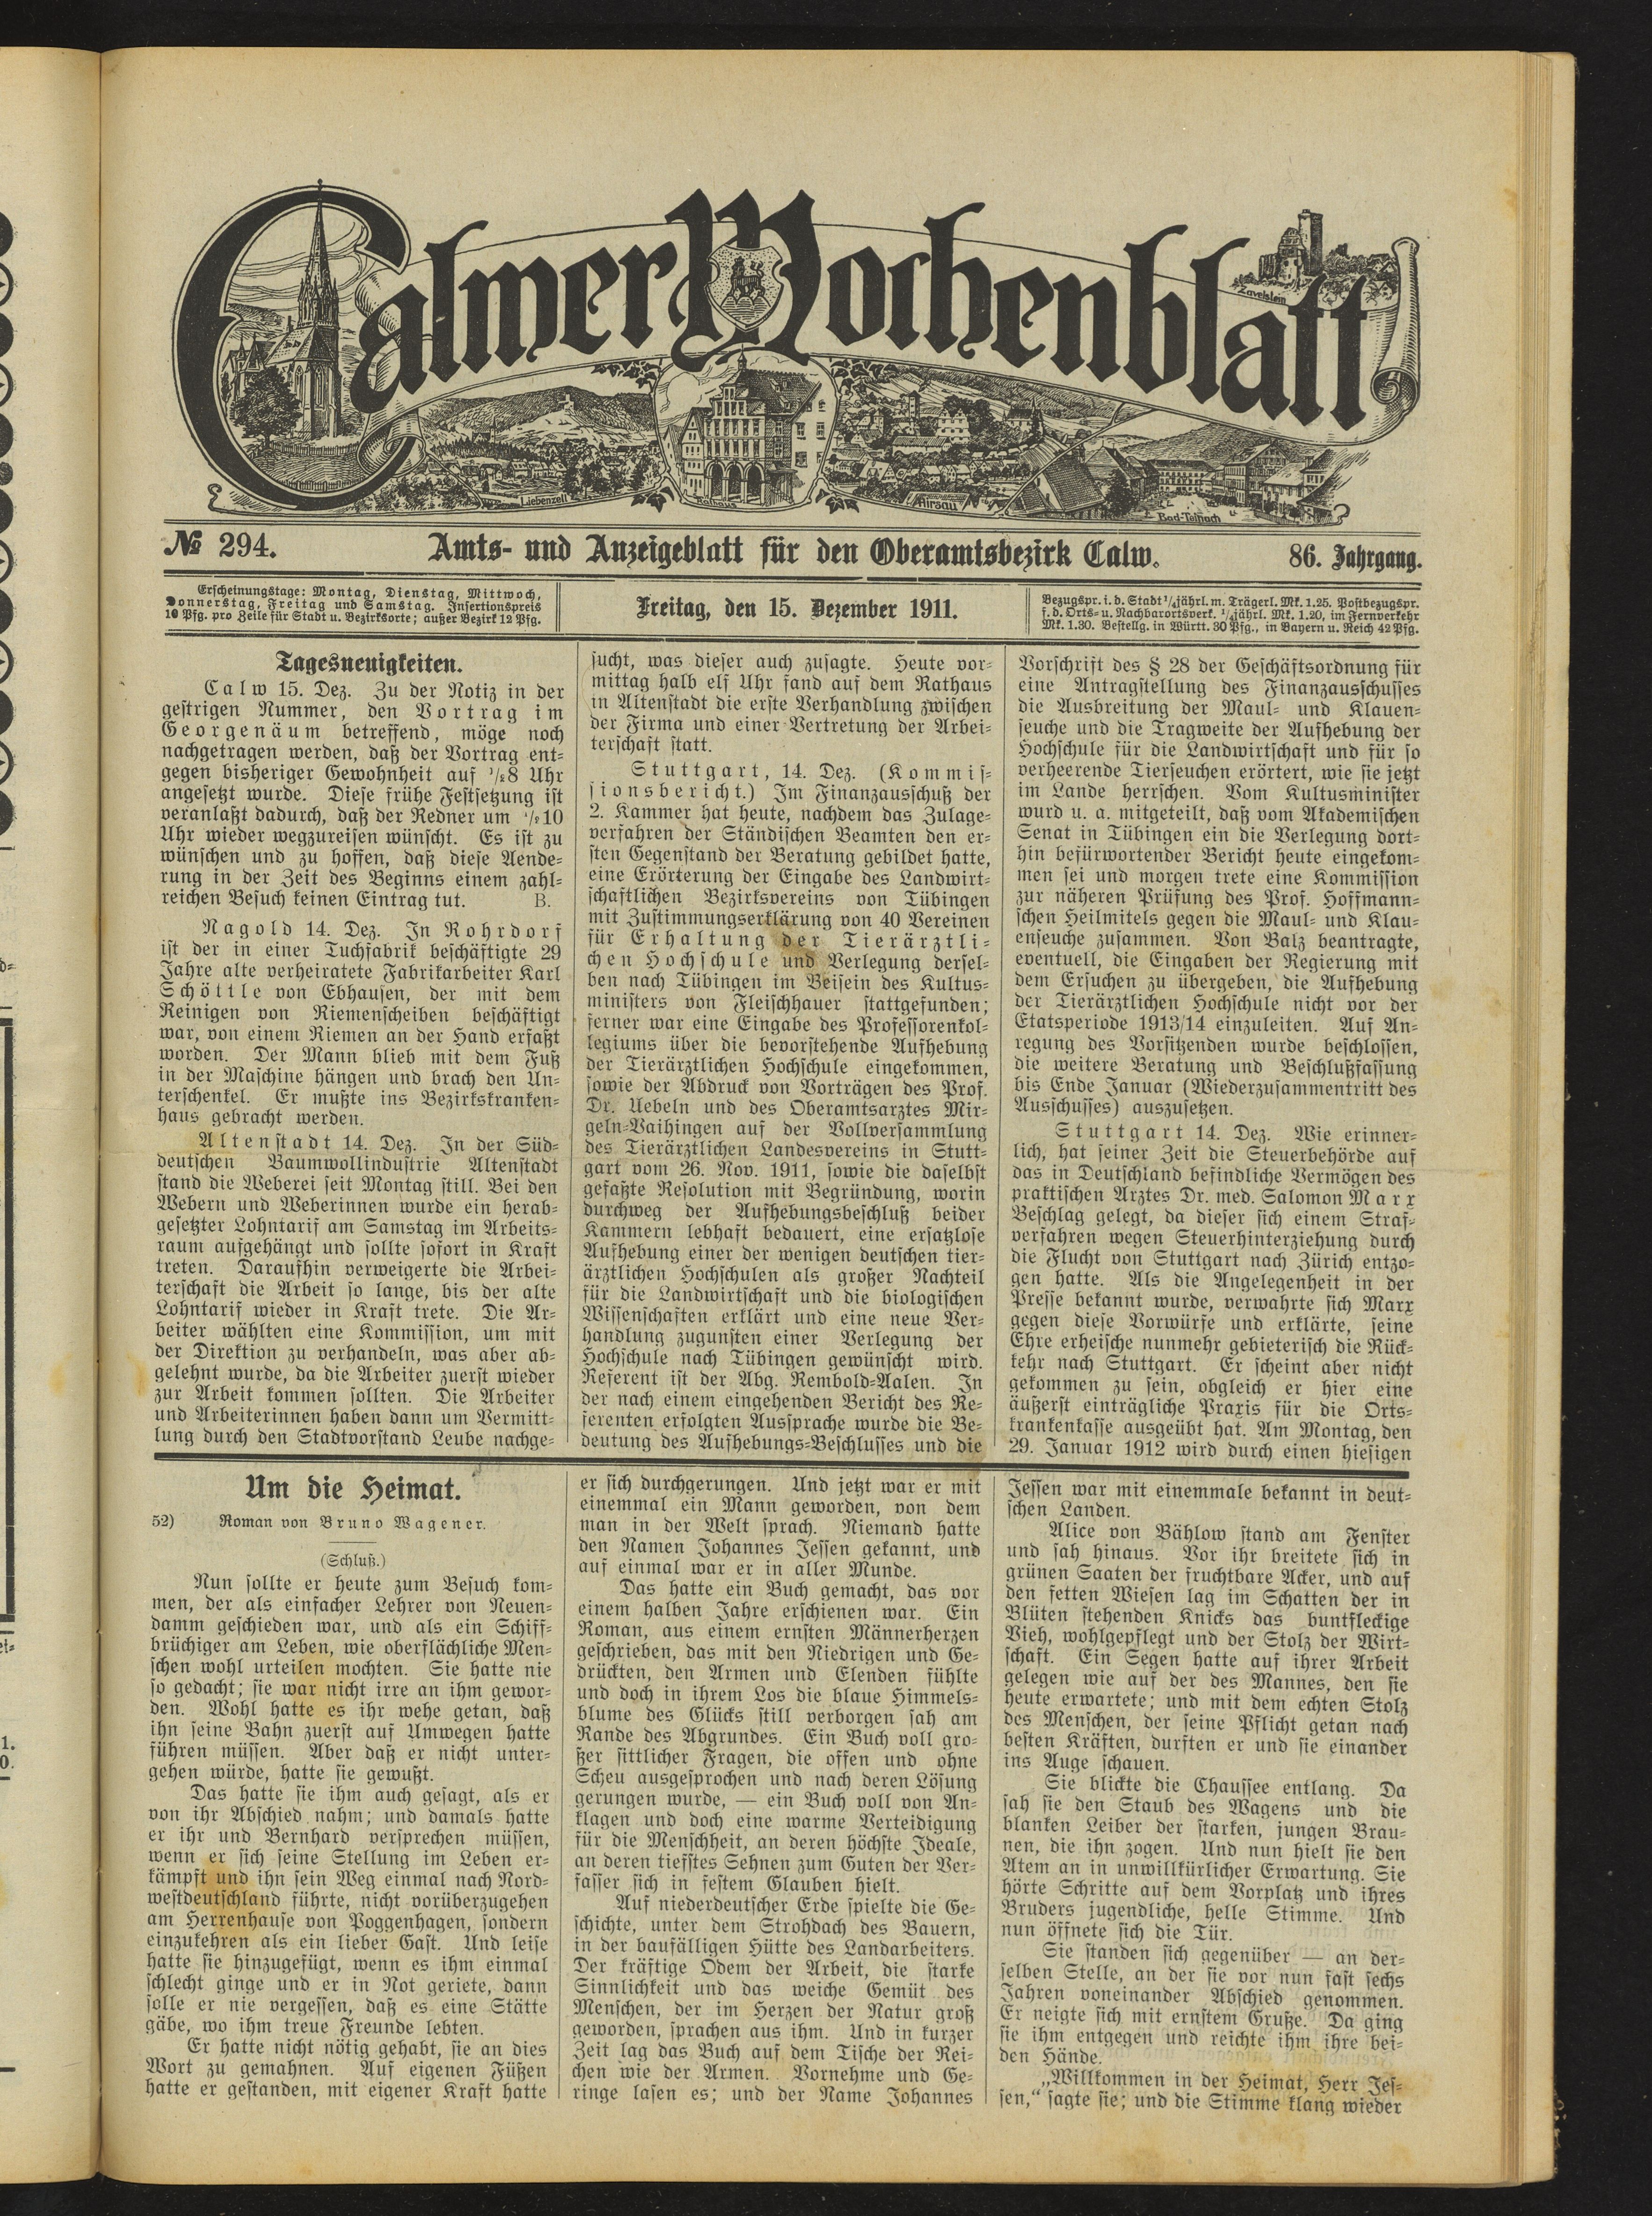 Calwer Wochenblatt
Zavelstein
Liebenzell
Rathaus
Hirsau
Bad-Teinach
№ 294.
Amts- und Anzeigeblatt für den Oberamtsbezirk Calw.
86. Jahrgang.
Erscheinungstage: Montag, Dienstag, Mittwoch,
Donnerstag, Freitag und Samstag. Insertionspreis
10 Pfg. pro Zeile für Stadt u. Bezirksorte; außer Bezirk 12 Pfg.
Freitag, den 15. Dezember 1911.
Bezugspr. i. d. Stadt ¹/₄jährl. m. Trägerl. Mk. 1.25. Postbezugspr.
f. d. Orts- u. Nachbarortsverk. ¹/₄jährl. Mk. 1.20, im Fernverkehr
Mk. 1.30. Bestellg. in Württ. 30 Pfg., in Bayern u. Reich 42 Pfg.
Tagesneuigkeiten.
Calw 15. Dez. Zu der Notiz in der
gestrigen Nummer, den Vortrag im
Georgenäum betreffend, möge noch
nachgetragen werden, daß der Vortrag ent-
gegen bisheriger Gewohnheit auf ¹/₂8 Uhr
angesetzt wurde. Diese frühe Festsetzung ist
veranlaßt dadurch, daß der Redner um ¹/₂10
Uhr wieder wegzureisen wünscht. Es ist zu
wünschen und zu hoffen, daß diese Aende-
rung in der Zeit des Beginns einem zahl-
reichen Besuch keinen Eintrag tut. B.
Nagold 14. Dez. In Rohrdorf
ist der in einer Tuchfabrik beschäftigte 29
Jahre alte verheiratete Fabrikarbeiter Karl
Schöttle von Ebhausen, der mit dem
Reinigen von Riemenscheiben beschäftigt
war, von einem Riemen an der Hand erfaßt
worden. Der Mann blieb mit dem Fuß
in der Maschine hängen und brach den Un-
terschenkel. Er mußte ins Bezirkskranken-
haus gebracht werden.
Altenstadt 14. Dez. In der Süd-
deutschen Baumwollindustrie Altenstadt
stand die Weberei seit Montag still. Bei den
Webern und Weberinnen wurde ein herab-
gesetzter Lohntarif am Samstag im Arbeits-
raum aufgehängt und sollte sofort in Kraft
treten. Daraufhin verweigerte die Arbei-
terschaft die Arbeit so lange, bis der alte
Lohntarif wieder in Kraft trete. Die Ar-
beiter wählten eine Kommission, um mit
der Direktion zu verhandeln, was aber ab-
gelehnt wurde, da die Arbeiter zuerst wieder
zur Arbeit kommen sollten. Die Arbeiter
und Arbeiterinnen haben dann um Vermitt-
lung durch den Stadtvorstand Leube nachge-
sucht, was dieser auch zusagte. Heute vor-
mittag halb elf Uhr fand auf dem Rathaus
in Altenstadt die erste Verhandlung zwischen
der Firma und einer Vertretung der Arbei-
terschaft statt.
Stuttgart, 14. Dez. (Kommis-
sionsbericht.) Im Finanzausschuß der
2. Kammer hat heute, nachdem das Zulage-
verfahren der Ständischen Beamten den er-
sten Gegenstand der Beratung gebildet hatte,
eine Erörterung der Eingabe des Landwirt-
schaftlichen Bezirksvereins von Tübingen
mit Zustimmungserklärung von 40 Vereinen
für Erhaltung der Tierärztli-
chen Hochschule und Verlegung dersel-
ben nach Tübingen im Beisein des Kultus-
ministers von Fleischhauer stattgefunden;
ferner war eine Eingabe des Professorenkol-
legiums über die bevorstehende Aufhebung
der Tierärztlichen Hochschule eingekommen,
sowie der Abdruck von Vorträgen des Prof.
Dr. Uebeln und des Oberamtsarztes Mir-
geln-Vaihingen auf der Vollversammlung
des Tierärztlichen Landesvereins in Stutt-
gart vom 26. Nov. 1911, sowie die daselbst
gefaßte Resolution mit Begründung, worin
durchweg der Aufhebungsbeschluß beider
Kammern lebhaft bedauert, eine ersatzlose
Aufhebung einer der wenigen deutschen tier-
ärztlichen Hochschulen als großer Nachteil
für die Landwirtschaft und die biologischen
Wissenschaften erklärt und eine neue Ver-
handlung zugunsten einer Verlegung der
Hochschule nach Tübingen gewünscht wird.
Referent ist der Abg. Rembold-Aalen. In
der nach einem eingehenden Bericht des Re-
ferenten erfolgten Aussprache wurde die Be-
deutung des Aufhebungs-Beschlusses und die
Vorschrift des § 28 der Geschäftsordnung für
eine Antragstellung des Finanzausschusses
die Ausbreitung der Maul- und Klauen-
seuche und die Tragweite der Aufhebung der
Hochschule für die Landwirtschaft und für so
verheerende Tierseuchen erörtert, wie sie jetzt
im Lande herrschen. Vom Kultusminister
wurd u. a. mitgeteilt, daß vom Akademischen
Senat in Tübingen ein die Verlegung dort-
hin befürwortender Bericht heute eingekom-
men sei und morgen trete eine Kommission
zur näheren Prüfung des Prof. Hoffmann-
schen Heilmitels gegen die Maul- und Klau-
enseuche zusammen. Von Balz beantragte,
eventuell, die Eingaben der Regierung mit
dem Ersuchen zu übergeben, die Aufhebung
der Tierärztlichen Hochschule nicht vor der
Etatsperiode 1913/14 einzuleiten. Auf An-
regung des Vorsitzenden wurde beschlossen,
die weitere Beratung und Beschlußfassung
bis Ende Januar (Wiederzusammentritt des
Ausschusses) auszusetzen.
Stuttgart 14. Dez. Wie erinner-
lich, hat seiner Zeit die Steuerbehörde auf
das in Deutschland befindliche Vermögen des
praktischen Arztes Dr. med. Salomon Marx
Beschlag gelegt, da dieser sich einem Straf-
verfahren wegen Steuerhinterziehung durch
die Flucht von Stuttgart nach Zürich entzo-
gen hatte. Als die Angelegenheit in der
Presse bekannt wurde, verwahrte sich Marx
gegen diese Vorwürfe und erklärte, seine
Ehre erheische nunmehr gebieterisch die Rück-
kehr nach Stuttgart. Er scheint aber nicht
gekommen zu sein, obgleich er hier eine
äußerst einträgliche Praxis für die Orts-
krankenkasse ausgeübt hat. Am Montag, den
29. Januar 1912 wird durch einen hiesigen
Um die Heimat.
52) Roman von Bruno Wagener.
(Schluß.)
Nun sollte er heute zum Besuch kom-
men, der als einfacher Lehrer von Neuen-
damm geschieden war, und als ein Schiff-
brüchiger am Leben, wie oberflächliche Men-
schen wohl urteilen mochten. Sie hatte nie
so gedacht; sie war nicht irre an ihm gewor-
den. Wohl hatte es ihr wehe getan, daß
ihn seine Bahn zuerst auf Umwegen hatte
führen müssen. Aber daß er nicht unter-
gehen würde, hatte sie gewußt.
Das hatte sie ihm auch gesagt, als er
von ihr Abschied nahm; und damals hatte
er ihr und Bernhard versprechen müssen,
wenn er sich seine Stellung im Leben er-
kämpft und ihn sein Weg einmal nach Nord-
westdeutschland führte, nicht vorüberzugehen
am Herrenhause von Poggenhagen, sondern
einzukehren als ein lieber Gast. Und leise
hatte sie hinzugefügt, wenn es ihm einmal
schlecht ginge und er in Not geriete, dann
solle er nie vergessen, daß es eine Stätte
gäbe, wo ihm treue Freunde lebten.
Er hatte nicht nötig gehabt, sie an dies
Wort zu gemahnen. Auf eigenen Füßen
hatte er gestanden, mit eigener Kraft hatte
er sich durchgerungen. Und jetzt war er mit
einemmal ein Mann geworden, von dem
man in der Welt sprach. Niemand hatte
den Namen Johannes Jessen gekannt, und
auf einmal war er in aller Munde.
Das hatte ein Buch gemacht, das vor
einem halben Jahre erschienen war. Ein
Roman, aus einem ernsten Männerherzen
geschrieben, das mit den Niedrigen und Ge-
drückten, den Armen und Elenden fühlte
und doch in ihrem Los die blaue Himmels-
blume des Glücks still verborgen sah am
Rande des Abgrundes. Ein Buch voll gro-
ßer sittlicher Fragen, die offen und ohne
Scheu ausgesprochen und nach deren Lösung
gerungen wurde, — ein Buch voll von An-
klagen und doch eine warme Verteidigung
für die Menschheit, an deren höchste Ideale,
an deren tiefstes Sehnen zum Guten der Ver-
fasser sich in festem Glauben hielt.
Auf niederdeutscher Erde spielte die Ge-
schichte, unter dem Strohdach des Bauern,
in der baufälligen Hütte des Landarbeiters.
Der kräftige Odem der Arbeit, die starke
Sinnlichkeit und das weiche Gemüt des
Menschen, der im Herzen der Natur groß
geworden, sprachen aus ihm. Und in kurzer
Zeit lag das Buch auf dem Tische der Rei-
chen wie der Armen. Vornehme und Ge-
ringe lasen es; und der Name Johannes
Jessen war mit einemmale bekannt in deut-
schen Landen.
Alice von Bählow stand am Fenster
und sah hinaus. Vor ihr breitete sich in
grünen Saaten der fruchtbare Acker, und auf
den fetten Wiesen lag im Schatten der in
Blüten stehenden Knicks das buntfleckige
Vieh, wohlgepflegt und der Stolz der Wirt-
schaft. Ein Segen hatte auf ihrer Arbeit
gelegen wie auf der des Mannes, den sie
heute erwartete; und mit dem echten Stolz
des Menschen, der seine Pflicht getan nach
besten Kräften, durften er und sie einander
ins Auge schauen.
Sie blickte die Chaussee entlang. Da
sah sie den Staub des Wagens und die
blanken Leiber der starken, jungen Brau-
nen, die ihn zogen. Und nun hielt sie den
Atem an in unwillkürlicher Erwartung. Sie
hörte Schritte auf dem Vorplatz und ihres
Bruders jugendliche, helle Stimme. Und
nun öffnete sich die Tür.
Sie standen sich gegenüber — an der-
selben Stelle, an der sie vor nun fast sechs
Jahren voneinander Abschied genommen.
Er neigte sich mit ernstem Gruße. Da ging
sie ihm entgegen und reichte ihm ihre bei-
den Hände.
„Willkommen in der Heimat, Herr Jes-
sen,“ sagte sie; und die Stimme klang wieder